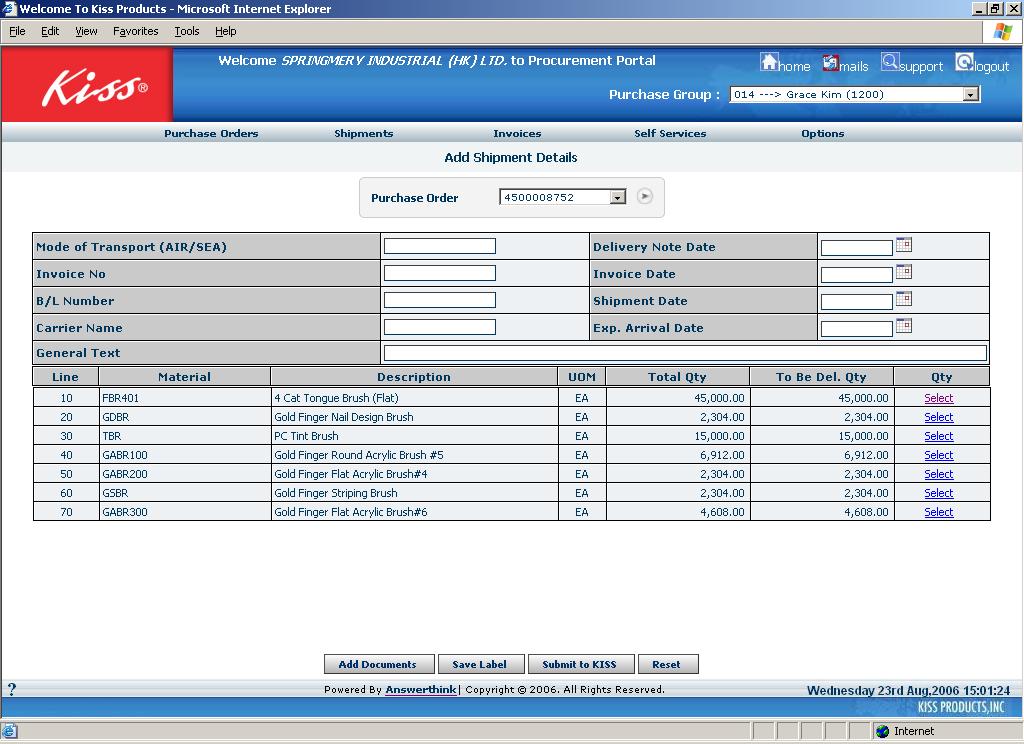 Welcome To Kiss Products - Microsoft Internet Explorer
File Edit View Favorites Tools Help
Kiss®
Welcome SPRINGMERY INDUSTRIAL (HK) LTD. to Procurement Portal
home mails support logout
Purchase Group : 014 ---> Grace Kim (1200)
Purchase Orders Shipments Invoices Self Services Options
Add Shipment Details
Purchase Order 4500008752
Mode of Transport (AIR/SEA) Delivery Note Date
Invoice No Invoice Date
B/L Number Shipment Date
Carrier Name Exp. Arrival Date
General Text
Line Material Description UOM Total Qty To Be Del. Qty Qty
10 FBR401 4 Cat Tongue Brush (Flat) EA 45,000.00 45,000.00 Select
20 GDBR Gold Finger Nail Design Brush EA 2,304.00 2,304.00 Select
30 TBR PC Tint Brush EA 15,000.00 15,000.00 Select
40 GABR100 Gold Finger Round Acrylic Brush #5 EA 6,912.00 6,912.00 Select
50 GABR200 Gold Finger Flat Acrylic Brush#4 EA 2,304.00 2,304.00 Select
60 GSBR Gold Finger Striping Brush EA 2,304.00 2,304.00 Select
70 GABR300 Gold Finger Flat Acrylic Brush#6 EA 4,608.00 4,608.00 Select
Add Documents Save Label Submit to KISS Reset
? Powered By Answerthink| Copyright © 2006. All Rights Reserved. Wednesday 23rd Aug,2006 15:01:24
KISS PRODUCTS,INC
Internet